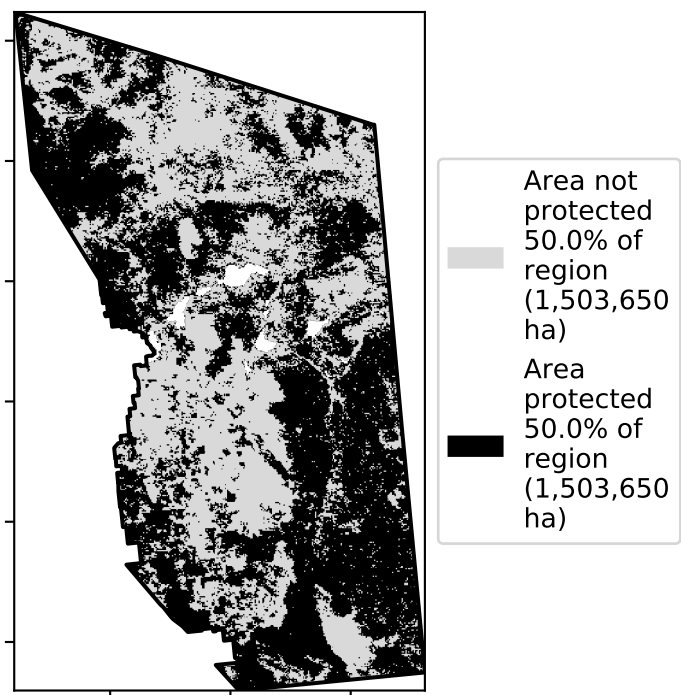 Area not
protected
50.0% of
region
(1,503,650
ha)
Area
protected
50.0% of
region
(1,503,650
ha)